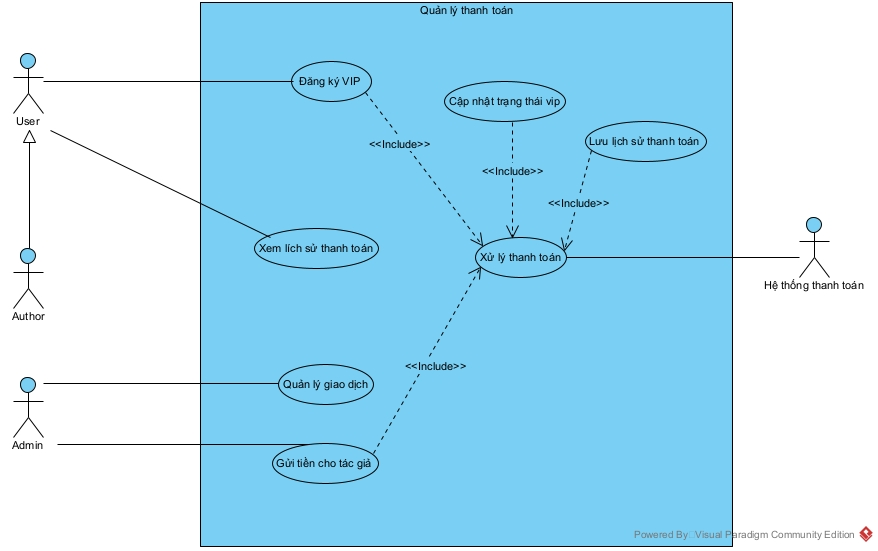 Quản lý thanh toán
Đăng ký VIP
Cập nhật trạng thái vip
User
<<Include>>
Lưu lịch sử thanh toán
<<Include>>
<<Include>>
Xem lích sử thanh toán
Xử lý thanh toán
Hệ thống thanh toán
Author
<<Include>>
Quản lý giao dịch
Admin
Gửi tiền cho tác giả
Powered By Visual Paradigm Community Edition